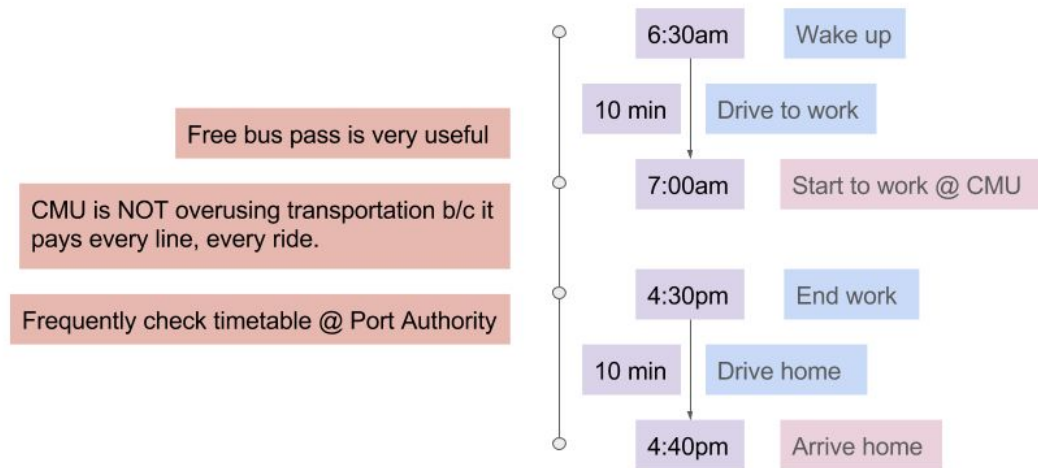 Free bus pass is very useful
CMU is NOT overusing transportation b/c it
pays every line, every ride.
Frequently check timetable @ Port Authority
6:30am Wake up
10 min Drive to work
7:00am Start to work @ CMU
4:30pm End work
10 min Drive home
4:40pm Arrive home